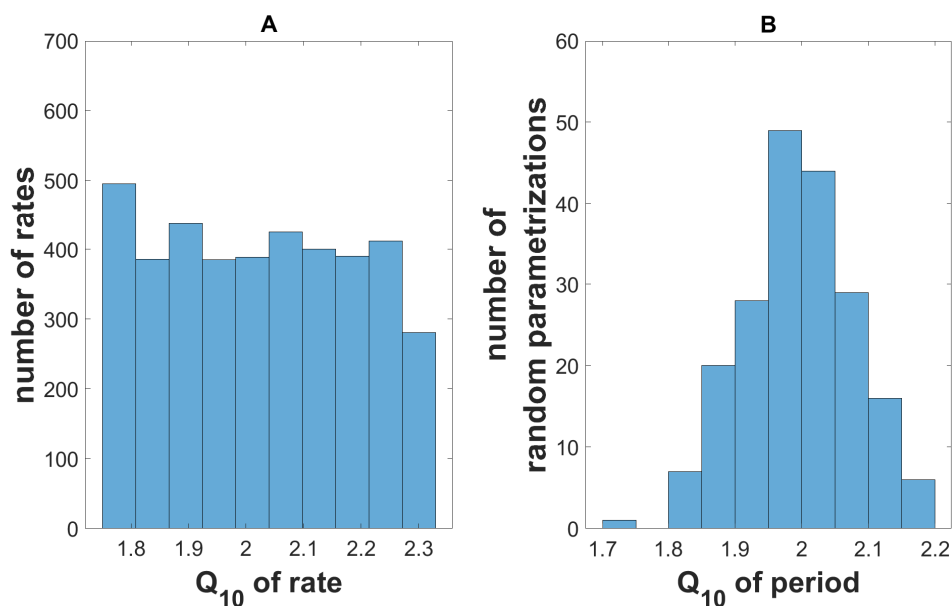 A
700
600
500
400
300
200
100
0
number of rates
1.8 1.9 2 2.1 2.2 2.3
Q10 of rate
B
60
50
40
30
20
10
0
number of
random parametrizations
1.7 1.8 1.9 2 2.1 2.2
Q10 of period